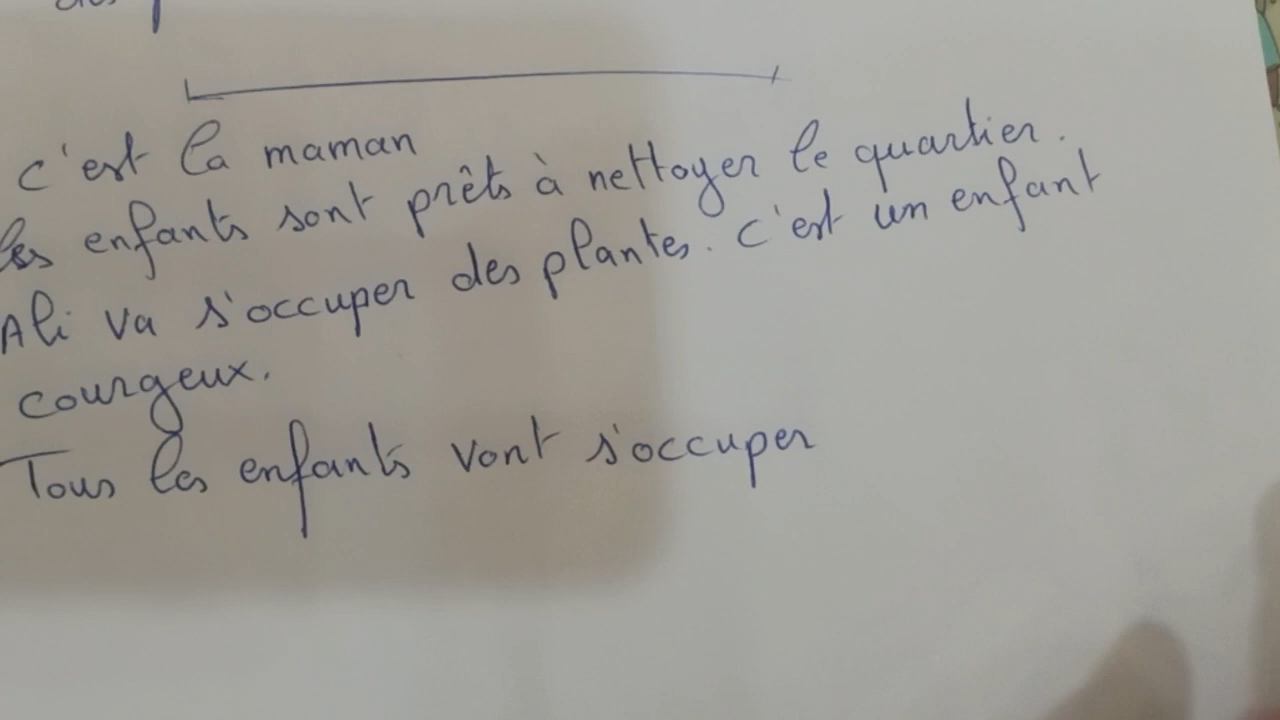 c'est la maman
les enfants sont prêts à nettoyer le quartier.
Ali va s'occuper des plantes. c'est un enfant
courgeux.
Tous les enfants vont s'occuper